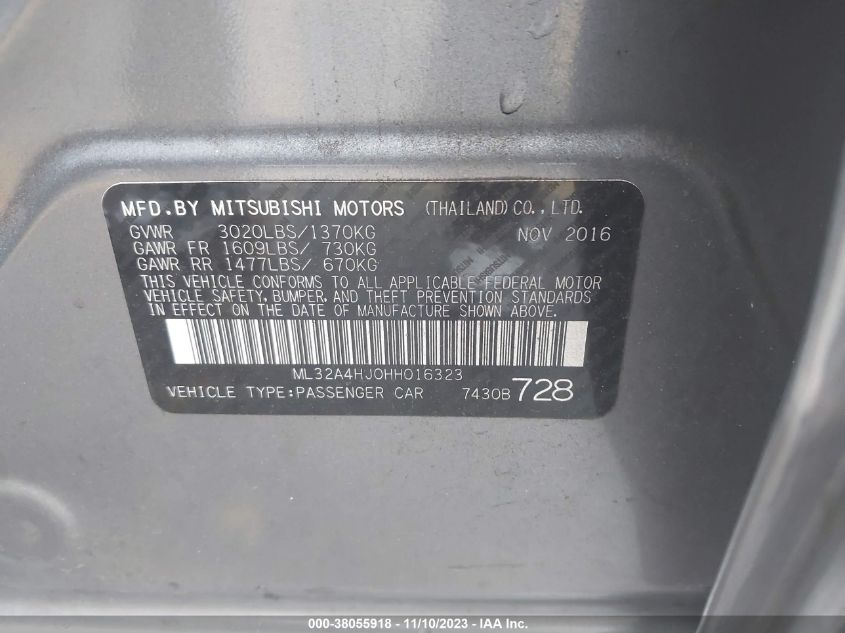 MFD.BY MITSUBISHI MOTORS (THAILAND) CO.,LTD.
GVWR 3020LBS/1370KG NOV 2016
GAWR FR 1609LBS/ 730KG
GAWR RR 1477LBS/ 670KG
THIS VEHICLE CONFORMS TO ALL APPLICABLE FEDERAL MOTOR
VEHICLE SAFETY, BUMPER, AND THEFT PREVENTION STANDARDS
IN EFFECT ON THE DATE OF MANUFACTURE SHOWN ABOVE.
ML32A4HJ0HH016323
VEHICLE TYPE:PASSENGER CAR 7430B 728
000-38055918 - 11/10/2023 - IAA Inc.